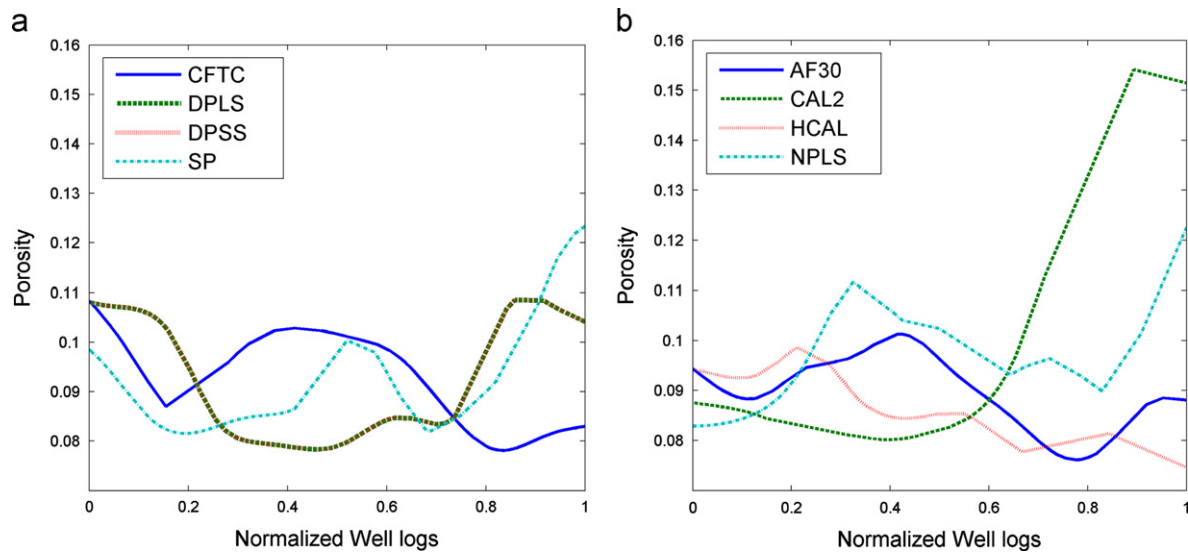 a
0.16
0.15
0.14
0.13
0.12
0.11
0.1
0.09
0.08
Porosity
CFTC
DPLS
DPSS
SP
0
0.2
0.4
0.6
0.8
1
Normalized Well logs
b
0.16
0.15
0.14
0.13
0.12
0.11
0.1
0.09
0.08
Porosity
AF30
CAL2
HCAL
NPLS
0
0.2
0.4
0.6
0.8
1
Normalized Well logs